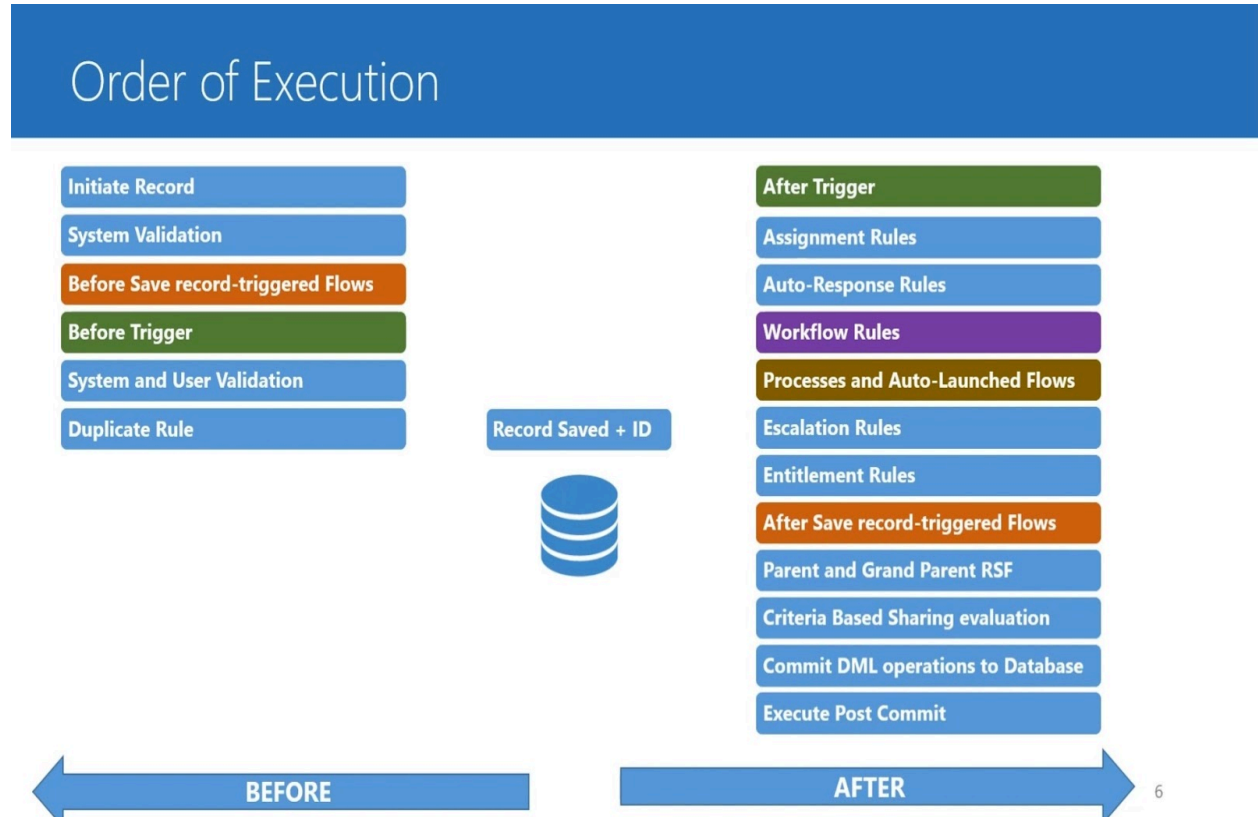 Order of Execution
Initiate Record
System Validation
Before Save record-triggered Flows
Before Trigger
System and User Validation
Duplicate Rule
Record Saved + ID
After Trigger
Assignment Rules
Auto-Response Rules
Workflow Rules
Processes and Auto-Launched Flows
Escalation Rules
Entitlement Rules
After Save record-triggered Flows
Parent and Grand Parent RSF
Criteria Based Sharing evaluation
Commit DML operations to Database
Execute Post Commit
BEFORE
AFTER
6